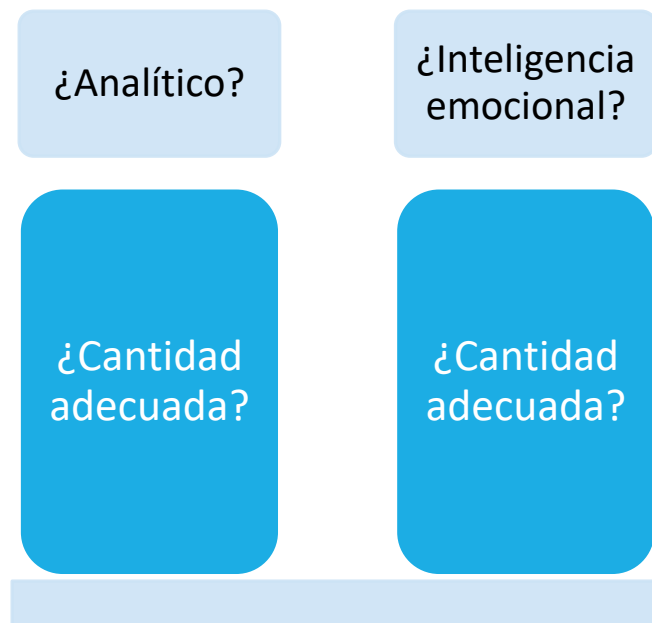 ¿Analítico?
¿Inteligencia
emocional?
¿Cantidad
adecuada?
¿Cantidad
adecuada?